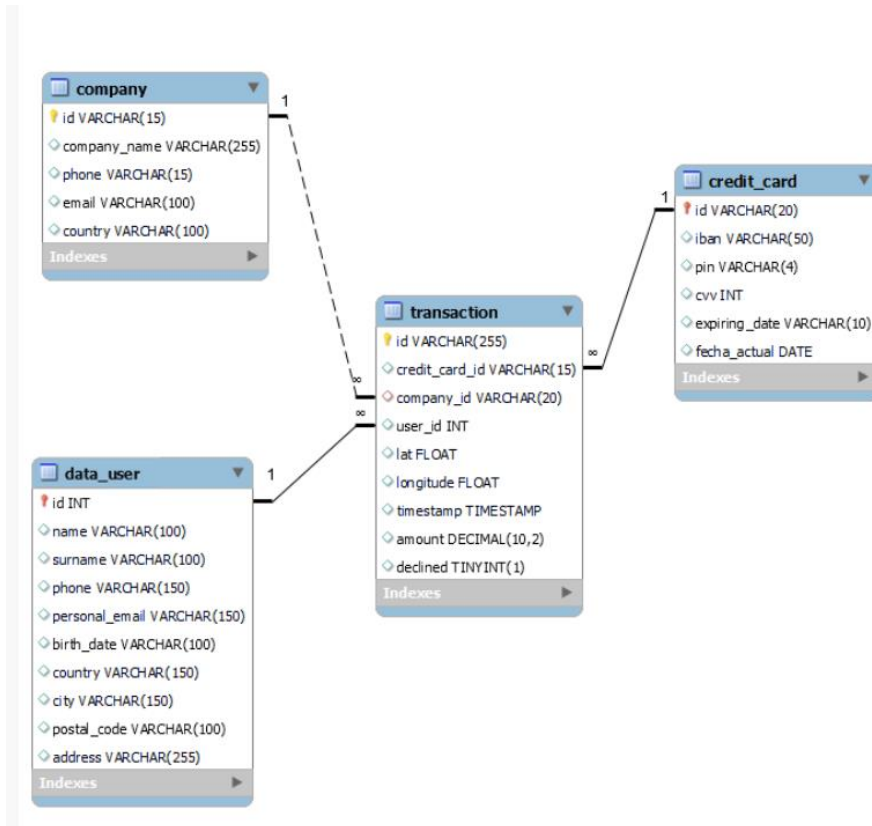 company
id VARCHAR(15)
company_name VARCHAR(255)
phone VARCHAR(15)
email VARCHAR(100)
country VARCHAR(100)
Indexes
1
∞
credit_card
id VARCHAR(20)
iban VARCHAR(50)
pin VARCHAR(4)
cvv INT
expiring_date VARCHAR(10)
fecha_actual DATE
Indexes
1
∞
transaction
id VARCHAR(255)
credit_card_id VARCHAR(15)
company_id VARCHAR(20)
user_id INT
lat FLOAT
longitude FLOAT
timestamp TIMESTAMP
amount DECIMAL(10,2)
declined TINYINT(1)
Indexes
data_user
id INT
name VARCHAR(100)
surname VARCHAR(100)
phone VARCHAR(150)
personal_email VARCHAR(150)
birth_date VARCHAR(100)
country VARCHAR(150)
city VARCHAR(150)
postal_code VARCHAR(100)
address VARCHAR(255)
Indexes
1
∞